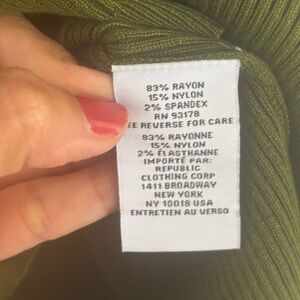 83% RAYON
15% NYLON
2% SPANDEX
RN 93178
REVERSE FOR CARE
83% RAYONNE
15% NYLON
2% ÉLASTHANNE
IMPORTÉ PAR:
REPUBLIC
CLOTHING CORP
1411 BROADWAY
NEW YORK
NY 10018 USA
ENTRETIEN AU VERSO